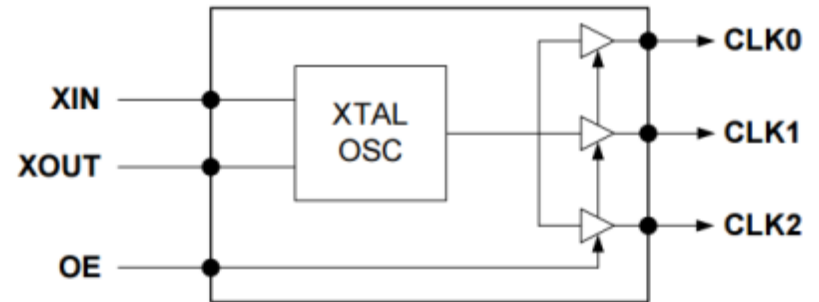 XIN
XOUT
OE
XTAL
OSC
CLK0
CLK1
CLK2